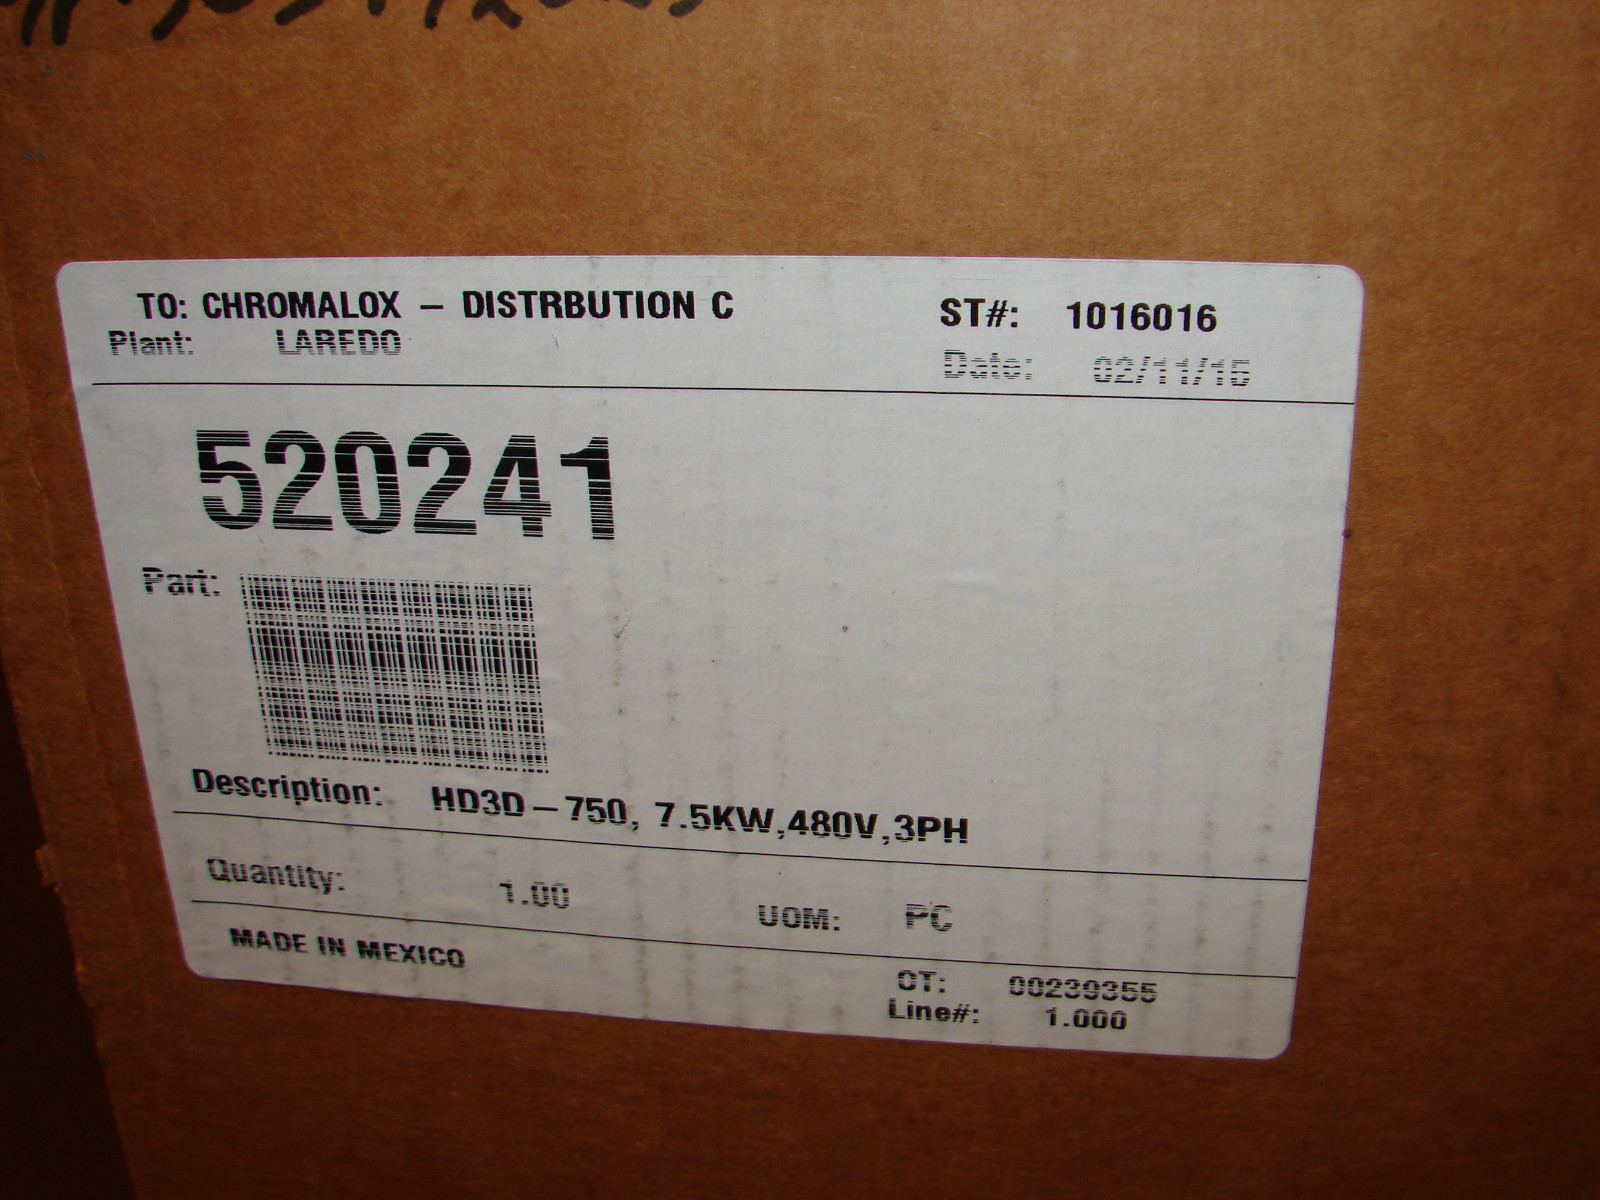 TO: CHROMALOX – DISTRBUTION C
ST#: 1016016
Plant: LAREDO
Date: 02/11/15
520241
Part:
Description: HD3D–750, 7.5KW,480V,3PH
Quantity: 1.00
UOM: PC
MADE IN MEXICO
OT: 00239355
Line#: 1.000